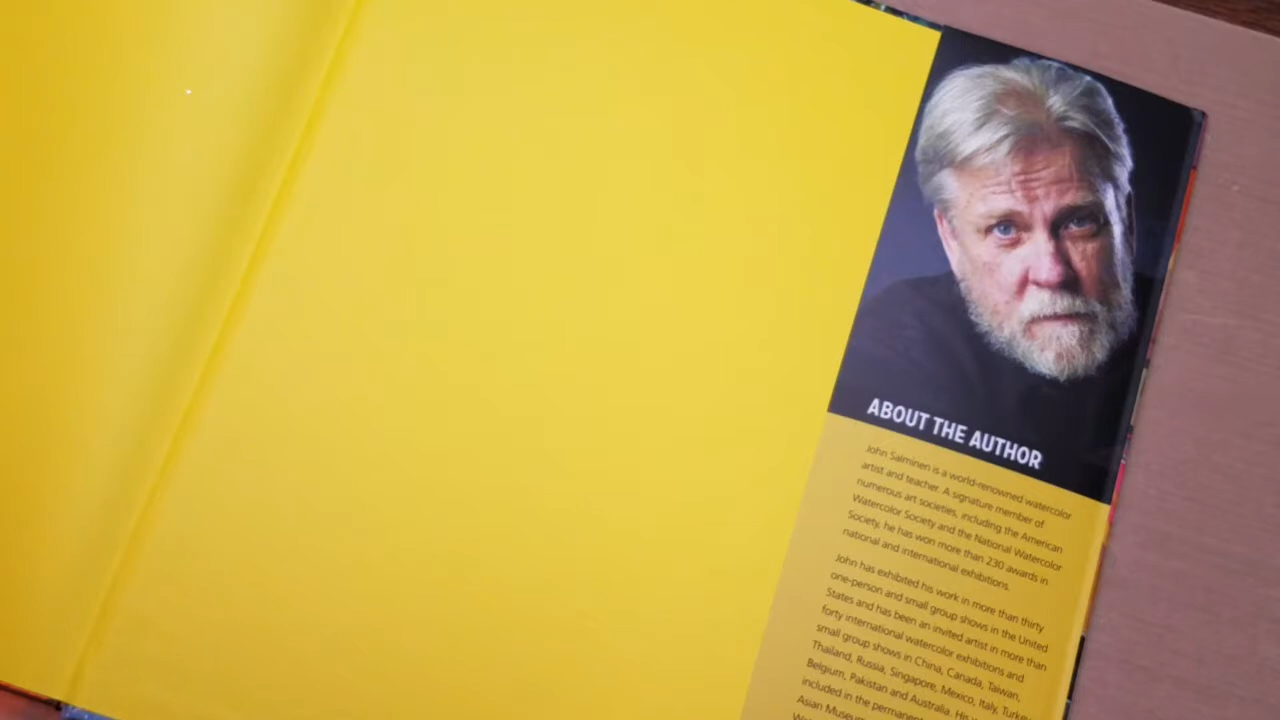 ABOUT THE AUTHOR
John Salminen is a world-renowned watercolor
artist and teacher. A signature member of
numerous art societies, including the American
Watercolor Society and the National Watercolor
Society, he has won more than 230 awards in
national and international exhibitions.
John has exhibited his work in more than thirty
one-person and small group shows in the United
States and has been an invited artist in more than
forty international watercolor exhibitions and
small group shows in China, Canada, Taiwan,
Thailand, Russia, Singapore, Mexico, Italy,
Belgium, Pakistan and Australia. His
included in the permanent
Asian